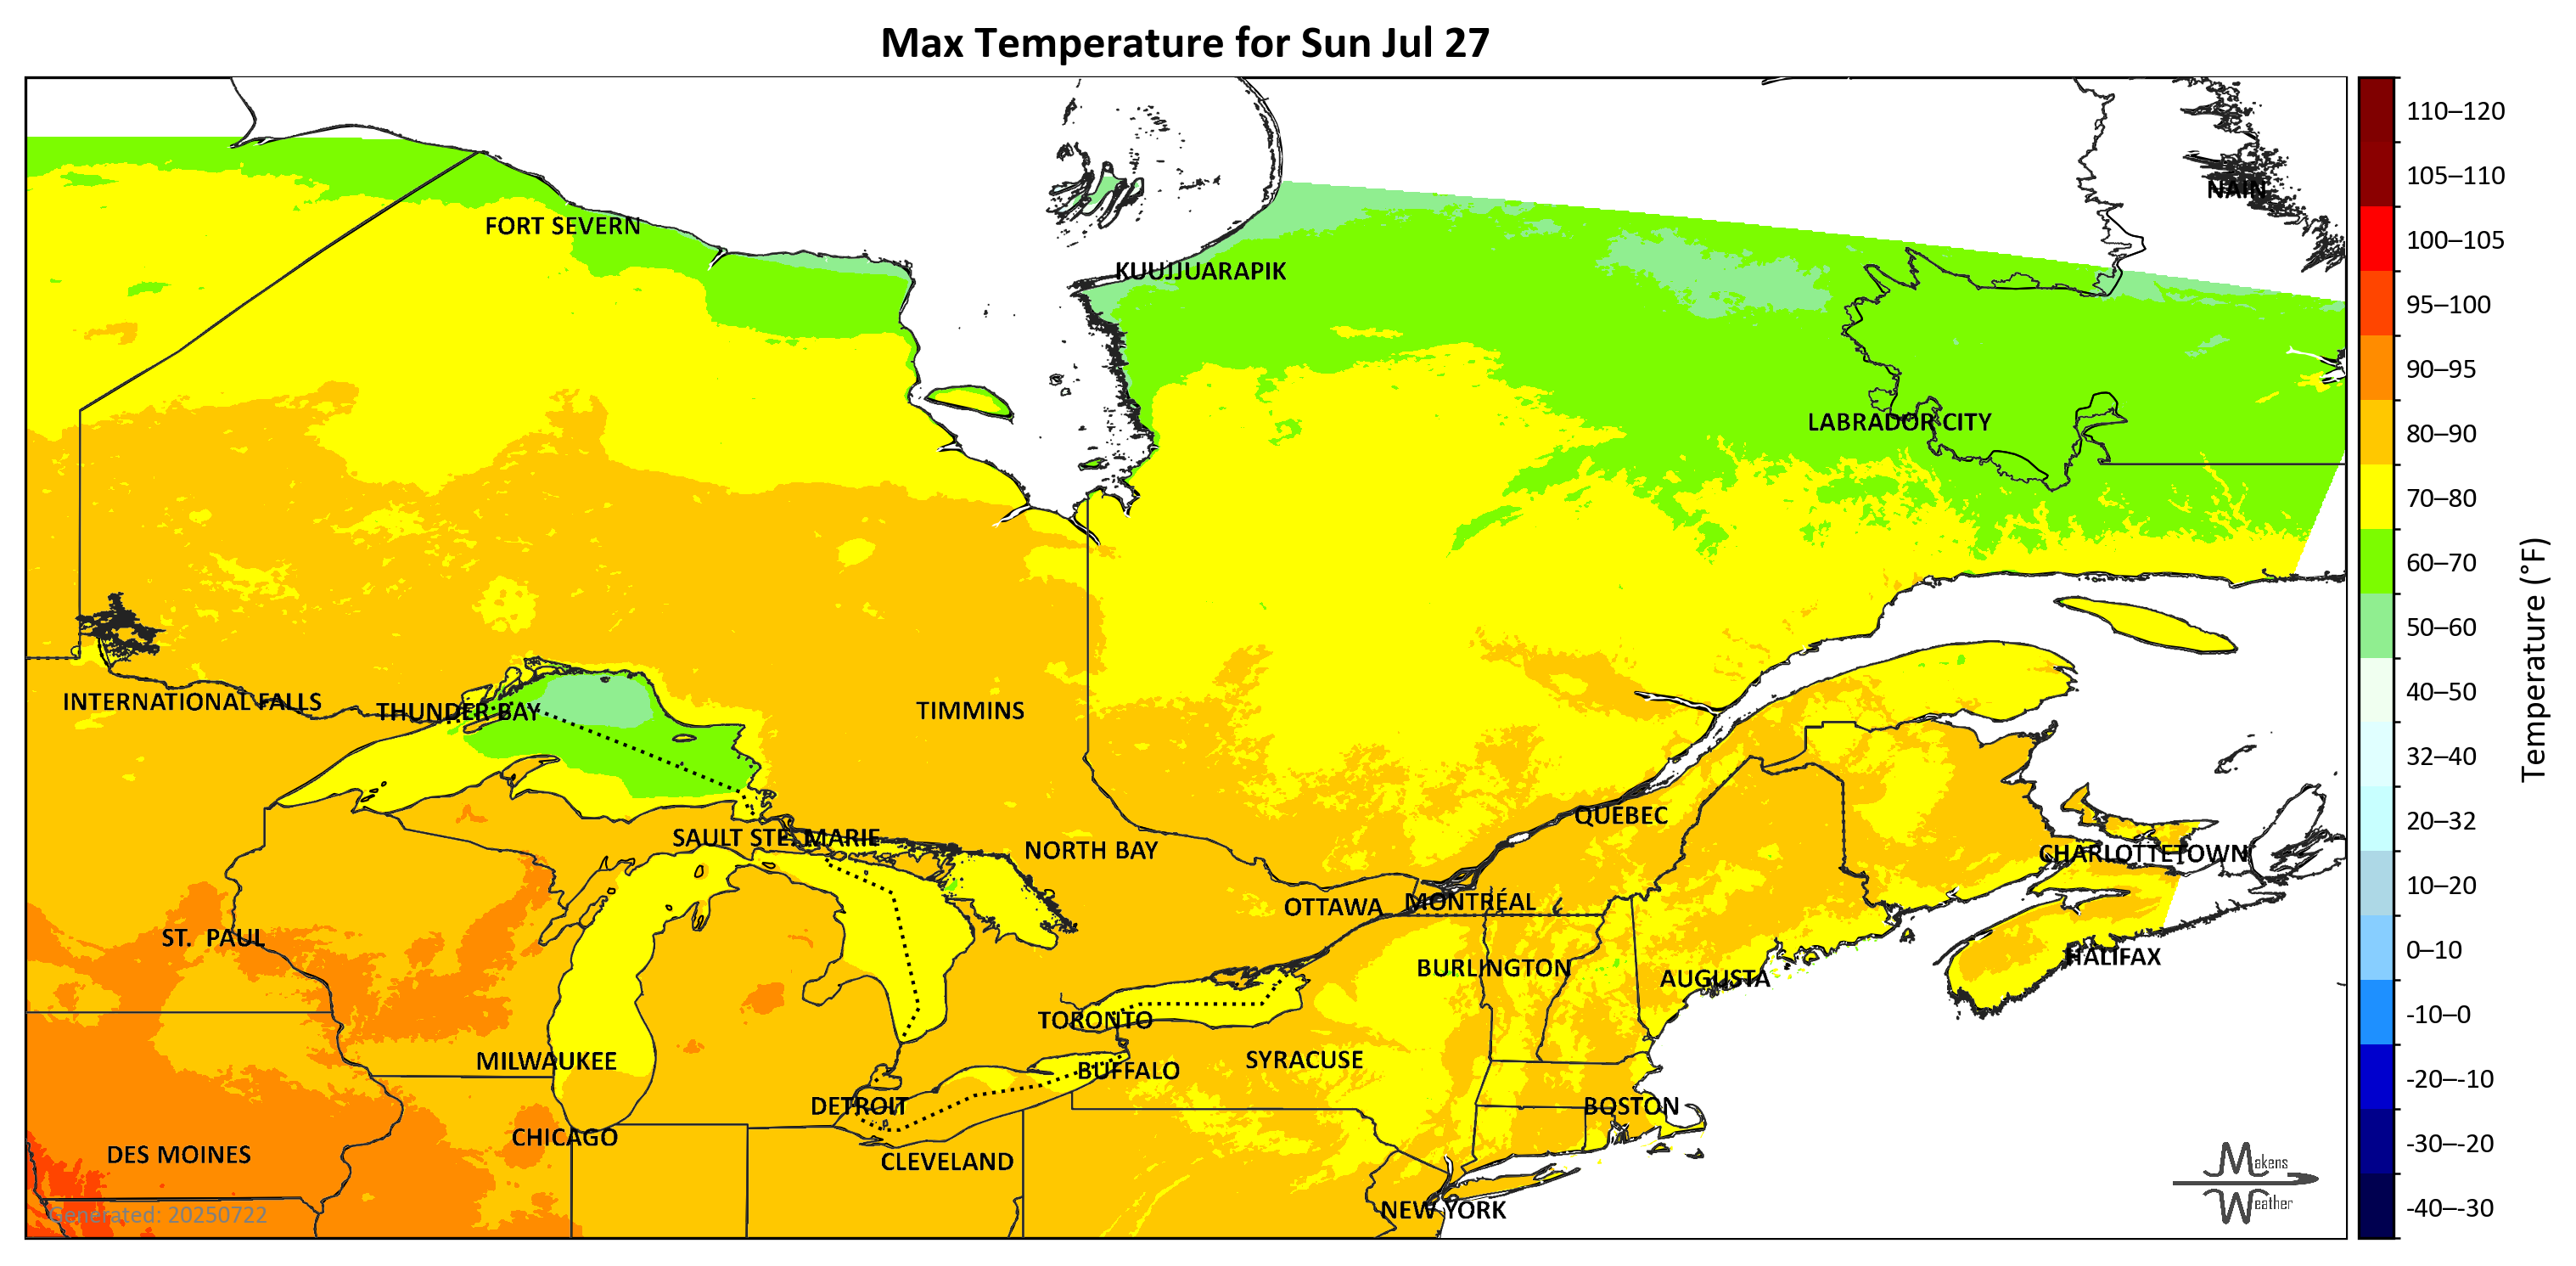 Max Temperature for Sun Jul 27
110–120
105–110
NAIN
FORT SEVERN
100–105
KUUJJUARAPIK
95–100
90–95
LABRADOR CITY
80–90
70–80
Temperature (°F)
60–70
50–60
40–50
INTERNATIONAL FALLS
THUNDER BAY
TIMMINS
32–40
QUEBEC
20–32
SAULT STE. MARIE
NORTH BAY
CHARLOTTETOWN
10–20
OTTAWA
MONTRÉAL
ST. PAUL
0–10
HALIFAX
BURLINGTON
AUGUSTA
-10–0
TORONTO
MILWAUKEE
SYRACUSE
BUFFALO
-20–-10
DETROIT
BOSTON
CHICAGO
-30–-20
DES MOINES
CLEVELAND
Makens
Weather
-40–-30
NEW YORK
Generated: 20250722